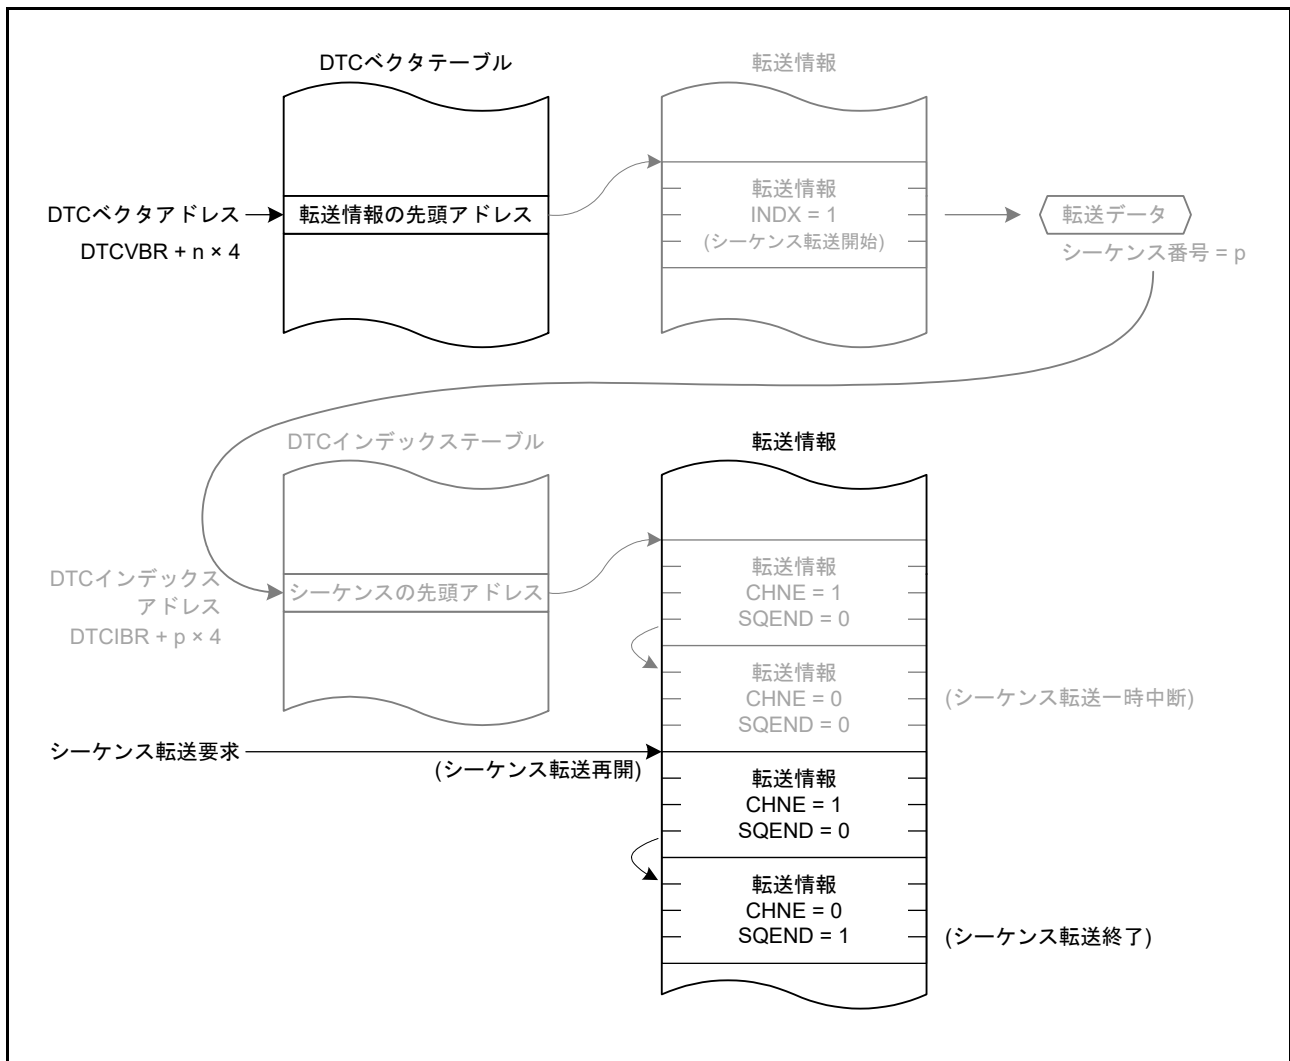 DTCベクタテーブル
転送情報
DTCベクタアドレス
DTCVBR + n × 4
転送情報の先頭アドレス
転送情報
INDX = 1
(シーケンス転送開始)
転送データ
シーケンス番号 = p
DTCインデックステーブル
転送情報
DTCインデックス
アドレス
DTCIBR + p × 4
シーケンスの先頭アドレス
転送情報
CHNE = 1
SQEND = 0
転送情報
CHNE = 0
SQEND = 0
(シーケンス転送一時中断)
シーケンス転送要求
(シーケンス転送再開)
転送情報
CHNE = 1
SQEND = 0
転送情報
CHNE = 0
SQEND = 1
(シーケンス転送終了)